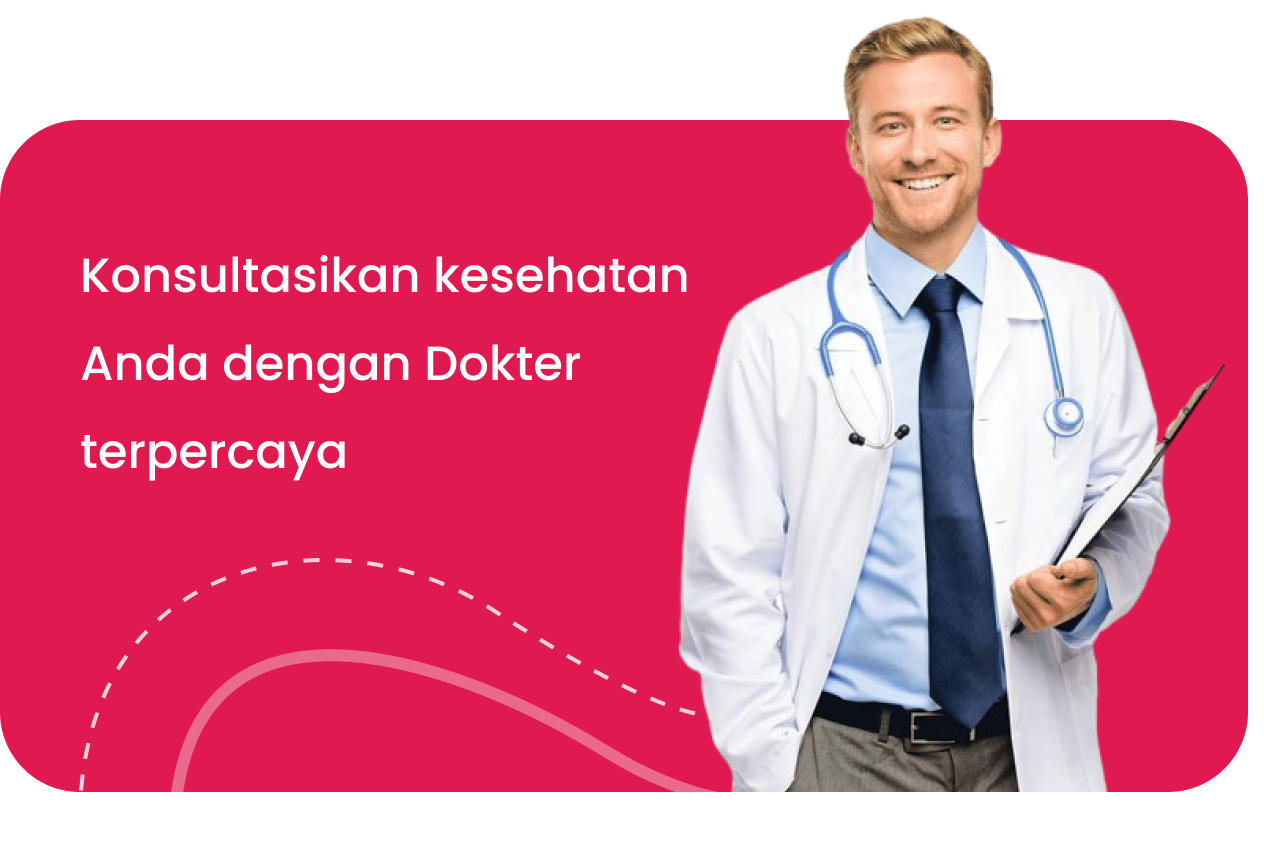 Konsultasikan kesehatan
Anda dengan Dokter
terpercaya